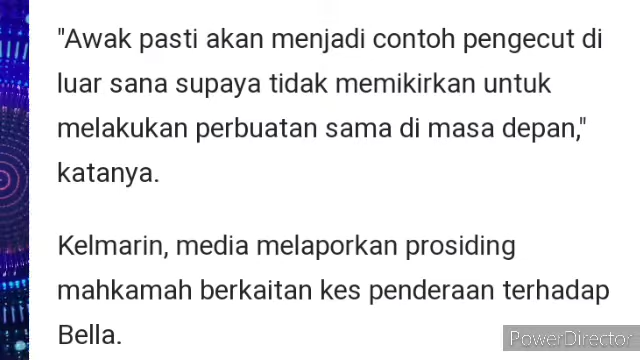 "Awak pasti akan menjadi contoh pengecut di
luar sana supaya tidak memikirkan untuk
melakukan perbuatan sama di masa depan,"
katanya.
Kelmarin, media melaporkan prosiding
mahkamah berkaitan kes penderaan terhadap
Bella.
PowerDirector